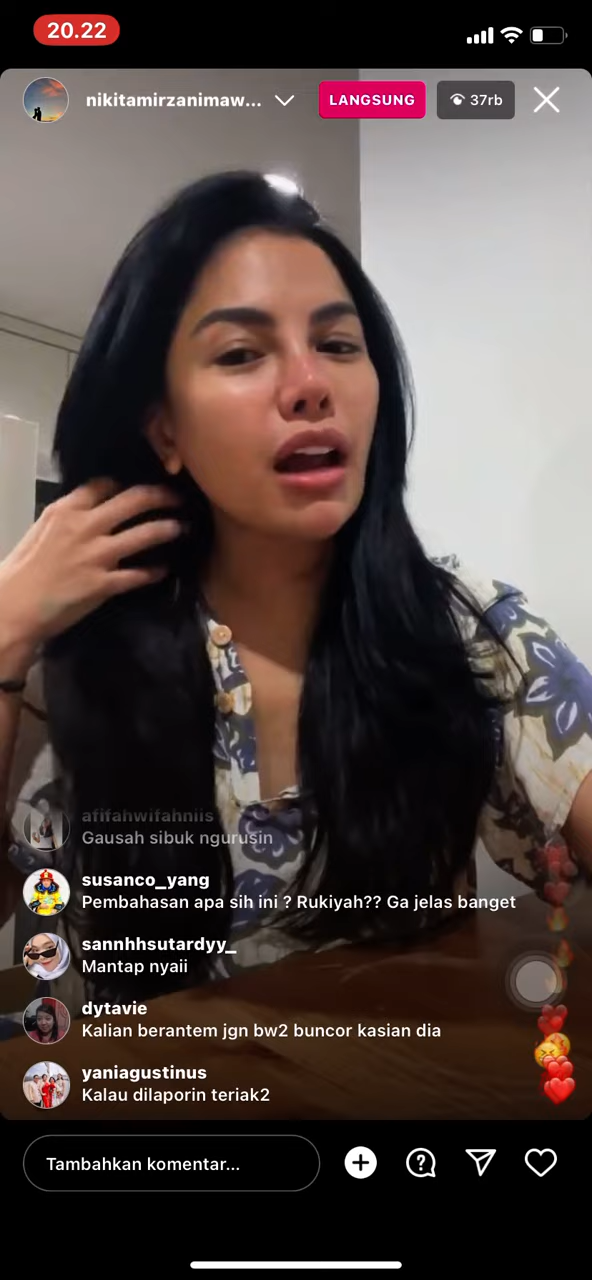 20.22
nikitamirzanimaw...
LANGSUNG
37rb
afifahwifahniis
Gausah sibuk ngurusin
susanco_yang
Pembahasan apa sih ini ? Rukiyah?? Ga jelas banget
sannhhsutardyy_
Mantap nyaii
dytavie
Kalian berantem jgn bw2 buncor kasian dia
yaniagustinus
Kalau dilaporin teriak2
Tambahkan komentar...